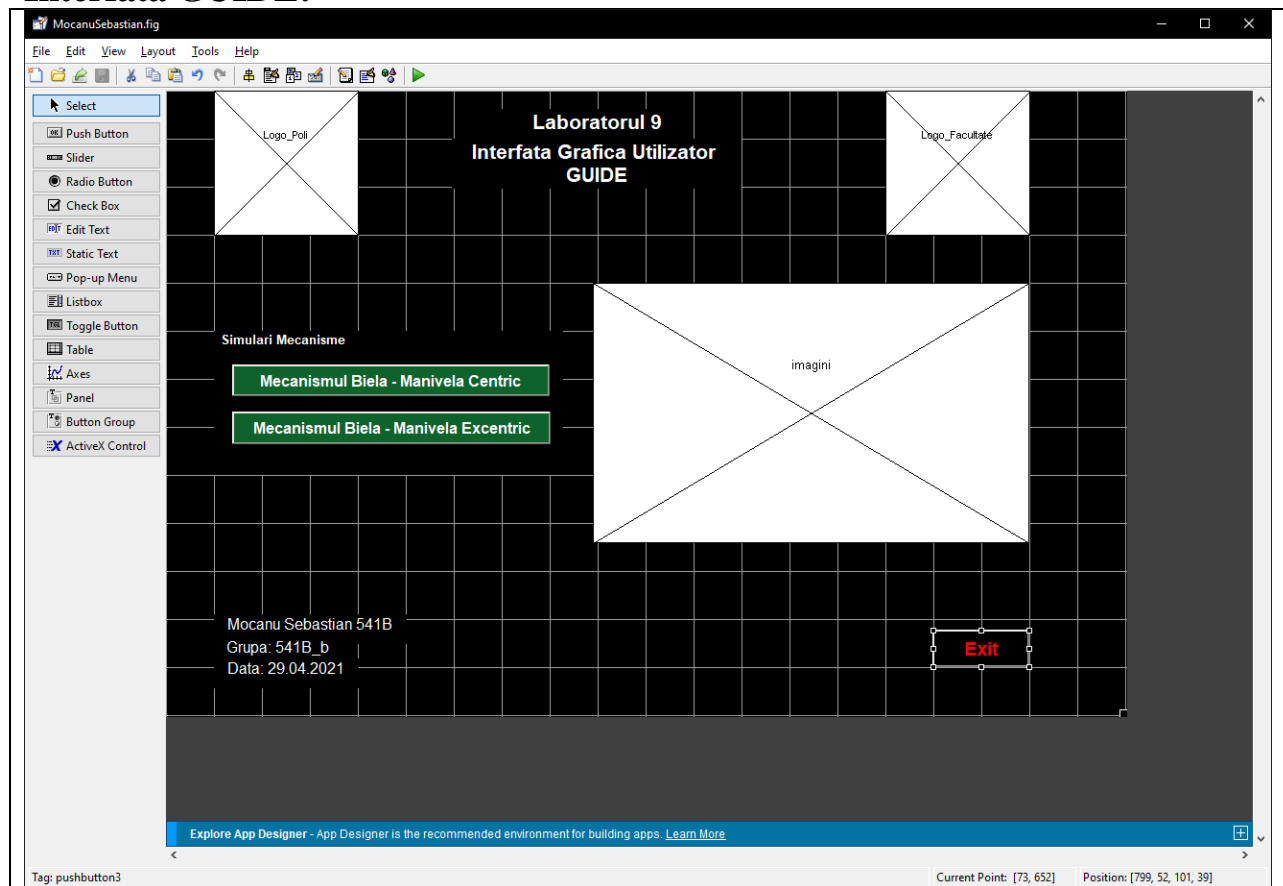 Interfata GUIDE:
MocanuSebastian.fig
File Edit View Layout Tools Help
Select
Push Button
Slider
Radio Button
Check Box
Edit Text
Static Text
Pop-up Menu
Listbox
Toggle Button
Table
Axes
Panel
Button Group
ActiveX Control
Logo_Poli
Laboratorul 9
Interfata Grafica Utilizator
GUIDE
Logo_Facultate
Simulari Mecanisme
Mecanismul Biela - Manivela Centric
Mecanismul Biela - Manivela Excentric
imagini
Mocanu Sebastian 541B
Grupa: 541B_b
Data: 29.04.2021
Exit
Explore App Designer - App Designer is the recommended environment for building apps. Learn More
Tag: pushbutton3 Current Point: [73, 652] Position: [799, 52, 101, 39]